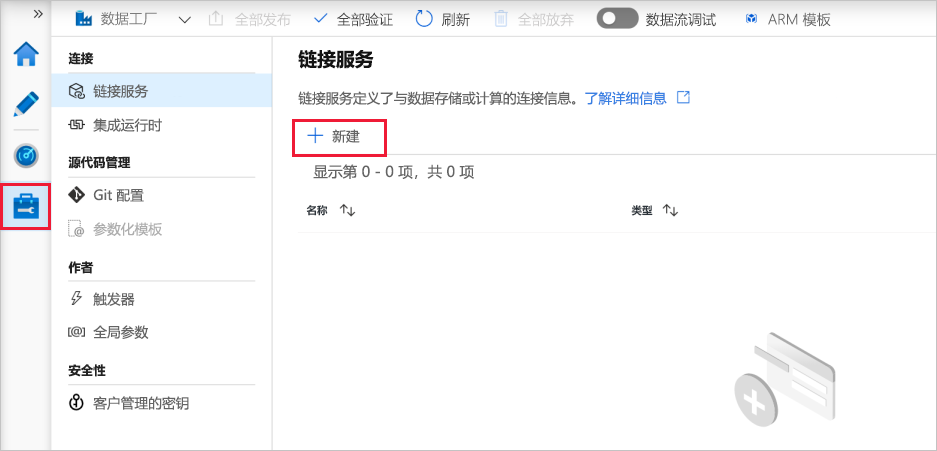 数据工厂 全部发布 全部验证 刷新 全部放弃 数据流调试 ARM 模板
连接
链接服务
集成运行时
源代码管理
Git 配置
参数化模板
作者
触发器
全局参数
安全性
客户管理的密钥
链接服务
链接服务定义了与数据存储或计算的连接信息。了解详细信息
新建
显示第 0 - 0 项，共 0 项
名称 类型